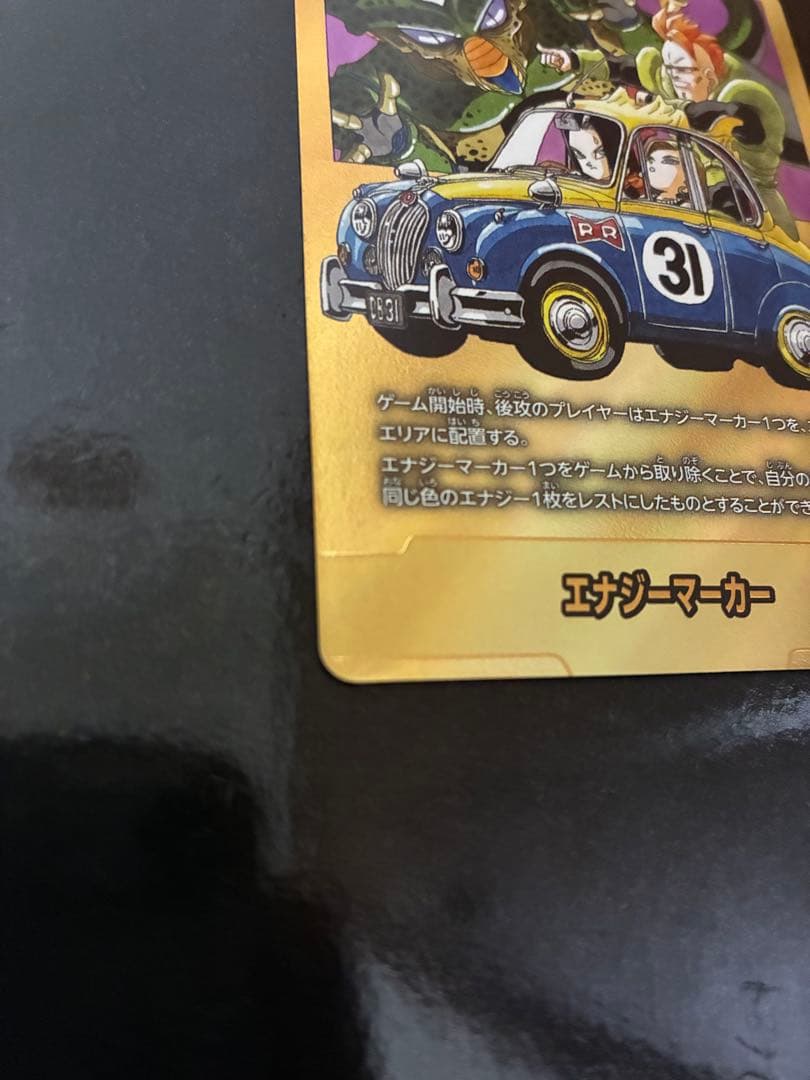 RR
31
DB31
ゲーム開始時、後攻のプレイヤーはエナジーマーカー1つを、
エリアに配置する。
エナジーマーカー1つをゲームから取り除くことで、自分の
同じ色のエナジー1枚をレストにしたものとすることができ
エナジーマーカー